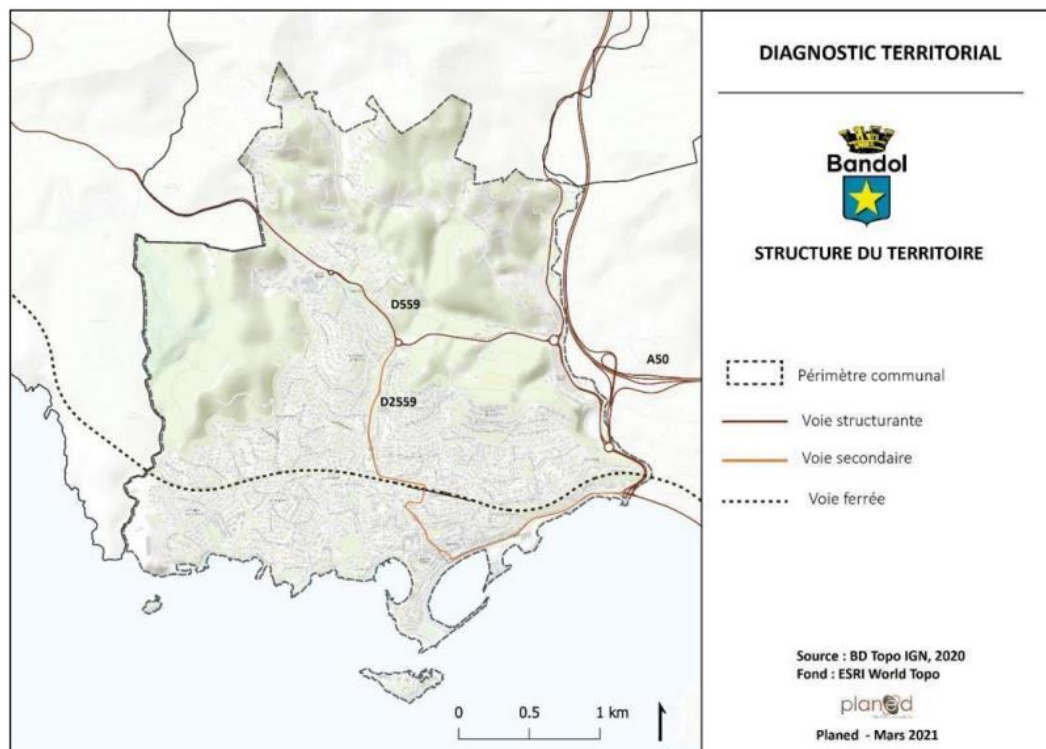 DIAGNOSTIC TERRITORIAL
Bandol
STRUCTURE DU TERRITOIRE
D559
A50
D2559
Périmètre communal
Voie structurante
Voie secondaire
Voie ferrée
0 0.5 1 km
Source : BD Topo IGN, 2020
Fond : ESRI World Topo
planed
Planed - Mars 2021